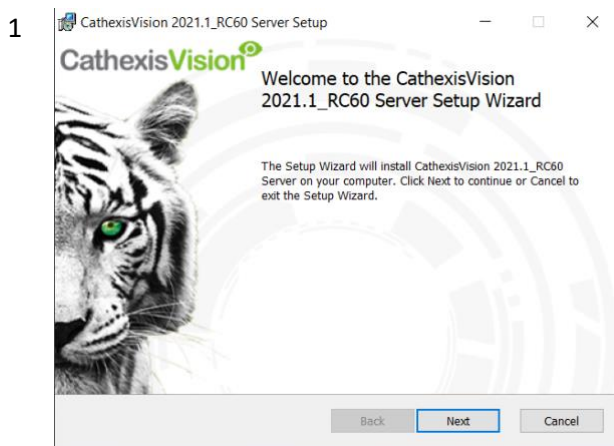 1
CathexisVision 2021.1_RC60 Server Setup
CathexisVision
Welcome to the CathexisVision
2021.1_RC60 Server Setup Wizard
The Setup Wizard will install CathexisVision 2021.1_RC60
Server on your computer. Click Next to continue or Cancel to
exit the Setup Wizard.
Back Next Cancel